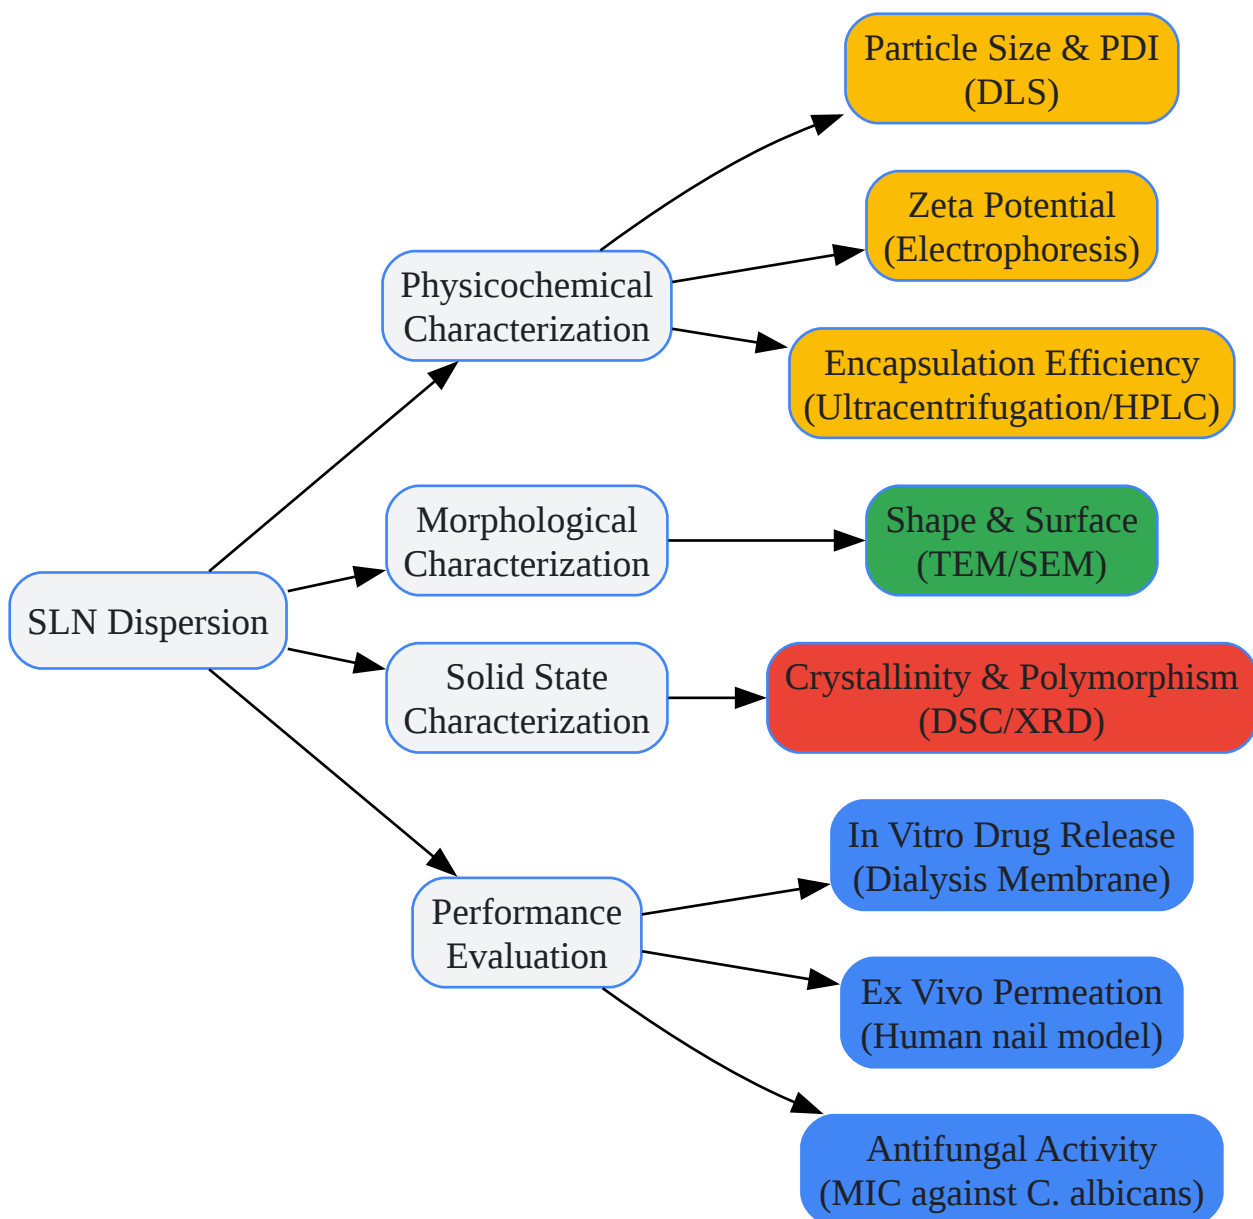 Particle Size & PDI
(DLS)
Zeta Potential
(Electrophoresis)
Physicochemical
Characterization
Encapsulation Efficiency
(Ultracentrifugation/HPLC)
Morphological
Characterization
Shape & Surface
(TEM/SEM)
SLN Dispersion
Solid State
Characterization
Crystallinity & Polymorphism
(DSC/XRD)
In Vitro Drug Release
(Dialysis Membrane)
Performance
Evaluation
Ex Vivo Permeation
(Human nail model)
Antifungal Activity
(MIC against C. albicans)